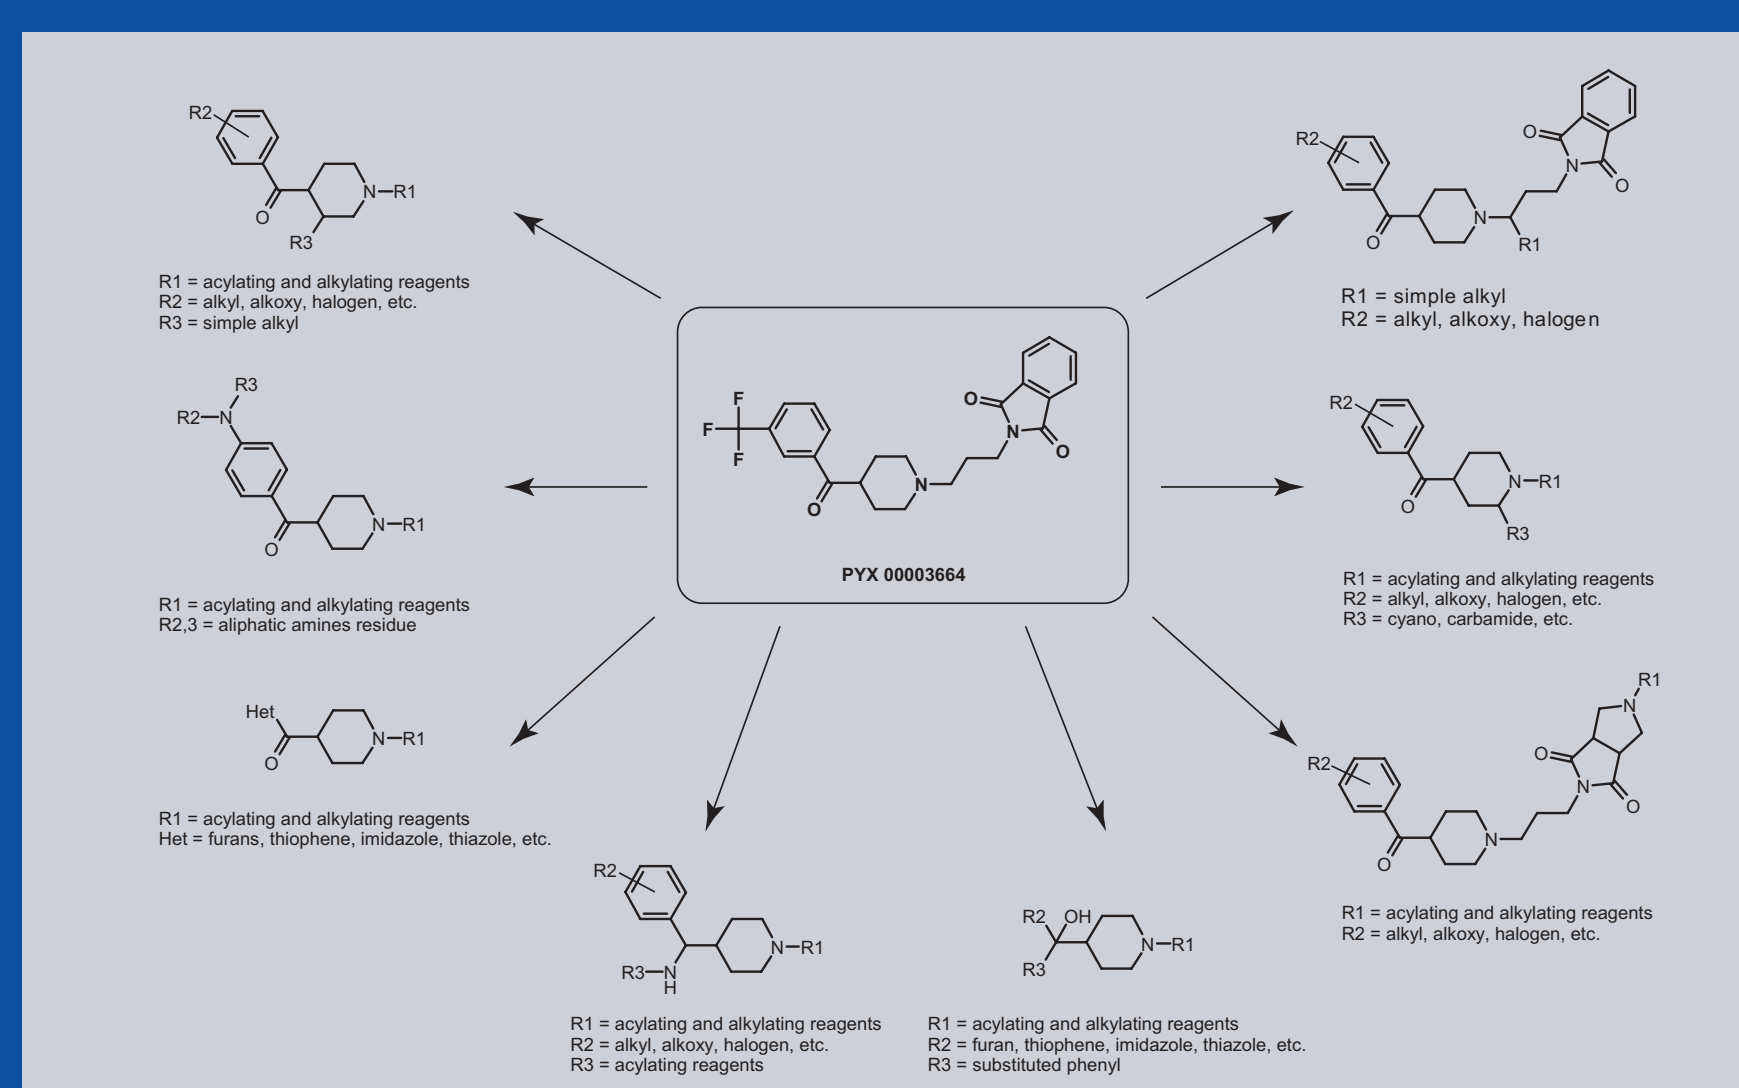 R2
N
R1
O
R3
R1 = acylating and alkylating reagents
R2 = alkyl, alkoxy, halogen, etc.
R3 = simple alkyl
R2
O
N
O
O
N
R1
R1 = simple alkyl
R2 = alkyl, alkoxy, halogen
R3
R2
N
N
R1
O
R1 = acylating and alkylating reagents
R2,3 = aliphatic amines residue
F
F
F
O
N
O
N
O
PYX 00003664
R2
N
R1
O
R3
R1 = acylating and alkylating reagents
R2 = alkyl, alkoxy, halogen, etc.
R3 = cyano, carbamide, etc.
Het
N
R1
O
R1 = acylating and alkylating reagents
Het = furans, thiophene, imidazole, thiazole, etc.
R1
N
O
R2
N
O
N
O
R1 = acylating and alkylating reagents
R2 = alkyl, alkoxy, halogen, etc.
R2
N
R1
R3
N
H
R1 = acylating and alkylating reagents
R2 = alkyl, alkoxy, halogen, etc.
R3 = acylating reagents
R2
OH
N
R1
R3
R1 = acylating and alkylating reagents
R2 = furan, thiophene, imidazole, thiazole, etc.
R3 = substituted phenyl